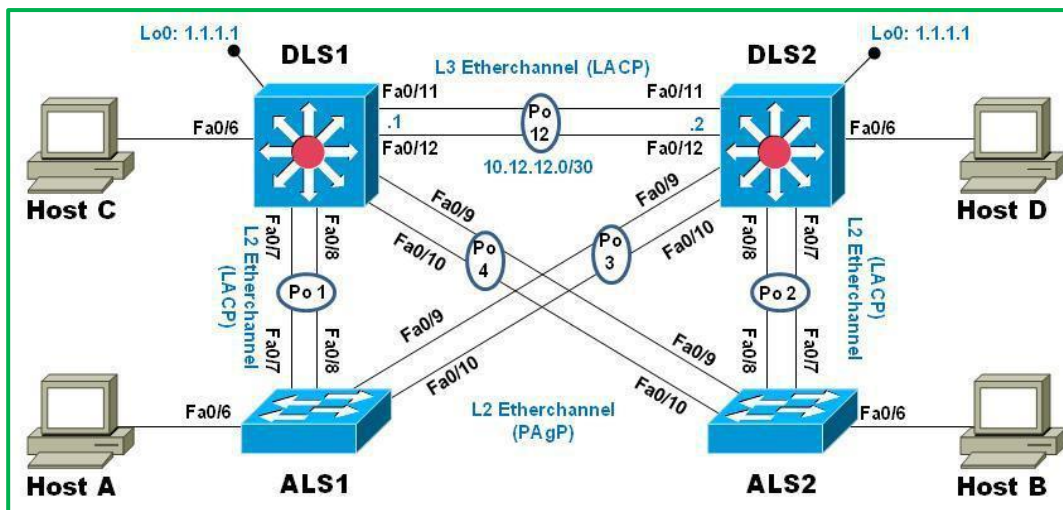 Lo0: 1.1.1.1
Lo0: 1.1.1.1
DLS1
DLS2
L3 Etherchannel (LACP)
Fa0/11
Fa0/11
Fa0/6
.1
Po
12
.2
Fa0/6
Fa0/12
Fa0/12
10.12.12.0/30
Host C
Host D
Fa0/9
Fa0/9
Fa0/7
Fa0/8
Fa0/10
Po
4
Po
3
Fa0/10
Fa0/8
Fa0/7
L2 Etherchannel
(LACP)
L2 Etherchannel
(LACP)
Po 1
Po 2
Fa0/7
Fa0/8
Fa0/9
Fa0/10
Fa0/9
Fa0/10
Fa0/8
Fa0/7
Fa0/6
L2 Etherchannel
(PAgP)
Fa0/6
Host A
ALS1
ALS2
Host B